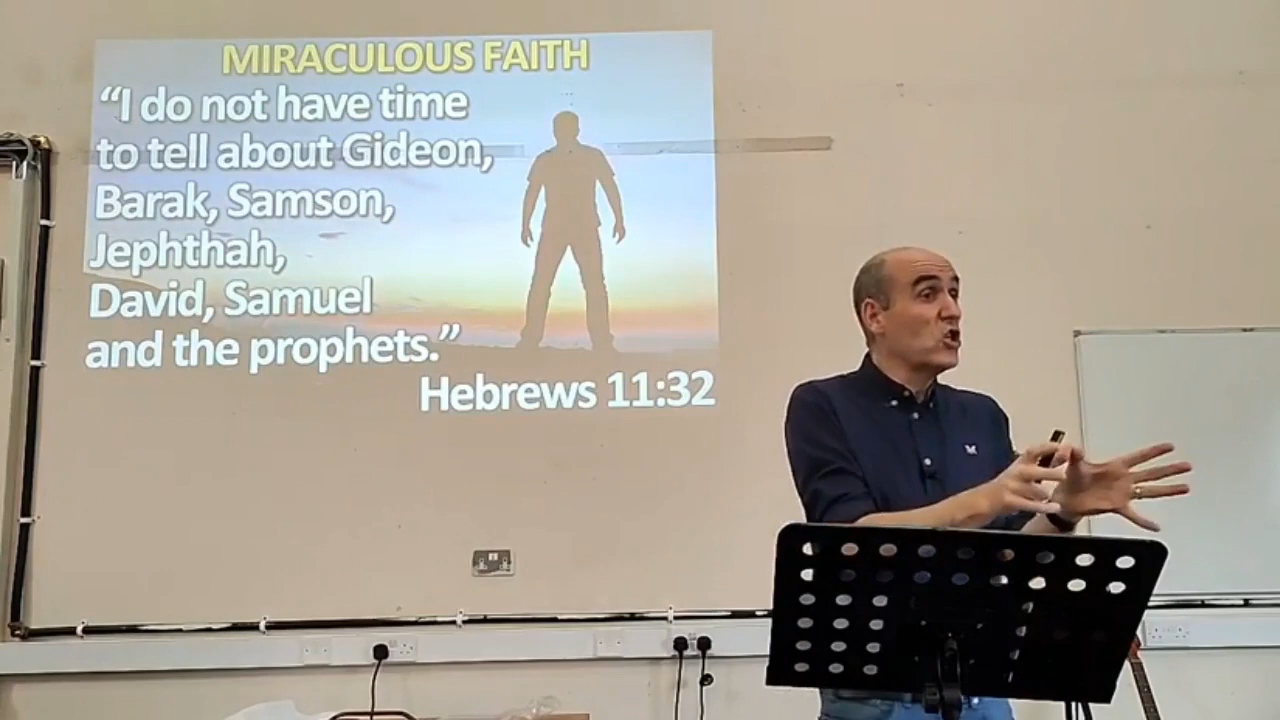 MIRACULOUS FAITH
“I do not have time
to tell about Gideon,
Barak, Samson,
Jephthah,
David, Samuel
and the prophets.”
Hebrews 11:32